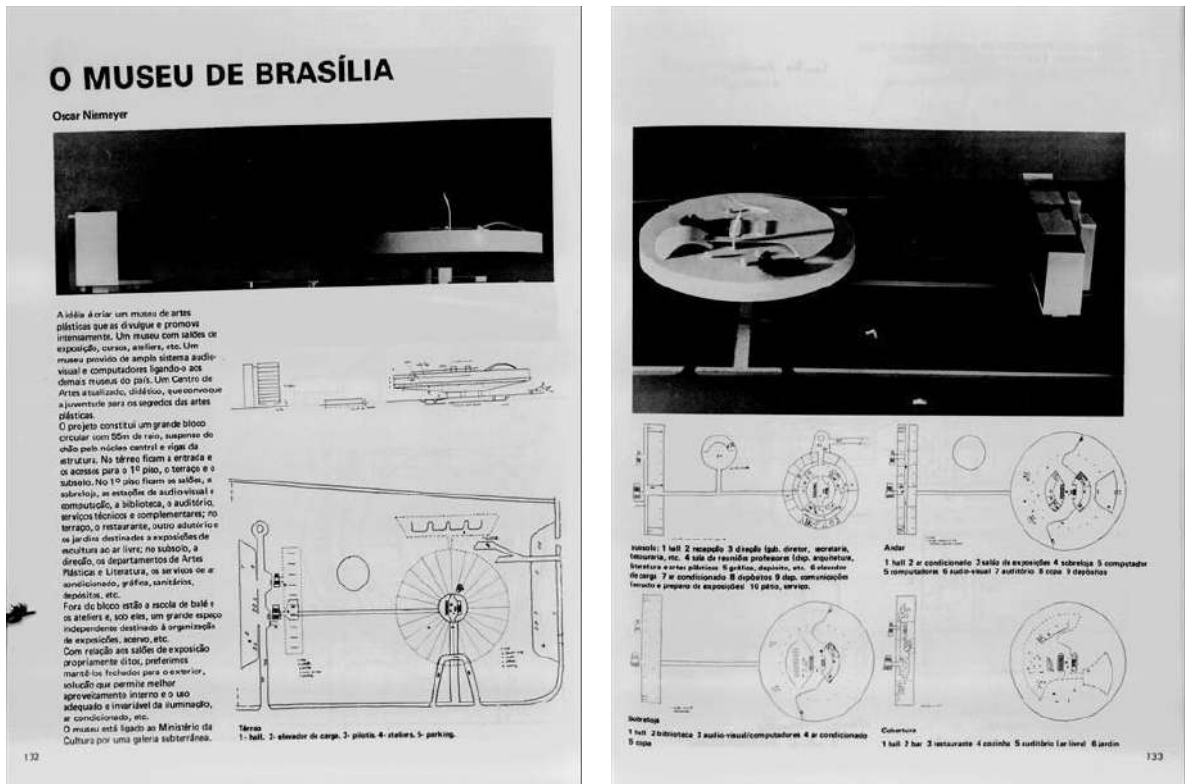 O MUSEU DE BRASÍLIA
Oscar Niemeyer
A idéia é criar um museu de artes
plásticas que as divulgue e promova
intensamente. Um museu com salões de
exposição, cursos, ateliers, etc. Um
museu provido de amplo sistema audio-
visual e computadores ligando-o aos
demais museus do país. Um Centro de
Artes atualizado, didático, que convoque
a juventude para os segredos das artes
plásticas.
O projeto constitui um grande bloco
circular com 55m de raio, suspenso do
chão pelo núcleo central e vigas da
estrutura. No térreo ficam a entrada e
os acessos para o 1º piso, o terraço e o
subsolo. No 1º piso ficam os salões, a
sobreloja, as estações de audio-visual e
computação, a biblioteca, o auditório,
serviços técnicos e complementares; no
terraço, o restaurante, outro adutório e
os jardins destinados a exposições de
escultura ao ar livre; no subsolo, a
direção, os departamentos de Artes
Plásticas e Literatura, os serviços de ar
condicionado, gráfica, sanitários,
depósitos, etc.
Fora do bloco estão a escola de balé e
os ateliers e, sob eles, um grande espaço
independente destinado à organização
de exposições, acervo, etc.
Com relação aos salões de exposição
propriamente ditos, preferimos
mantê-los fechados para o exterior,
solução que permite melhor
aproveitamento interno e o uso
adequado e invariável da iluminação,
ar condicionado, etc.
O museu está ligado ao Ministério da
Cultura por uma galeria subterrânea.
Térreo
1- hall. 2- elevador de carga. 3- pilotis. 4- ateliers. 5- parking.
132
subsolo: 1 hall 2 recepção 3 direção (gab. diretor, secretaria,
tesouraria, etc. 4 sala de reuniões professores (dep. arquitetura,
literatura e artes plásticas 5 gráfica, depósito, etc. 6 elevador
de carga 7 ar condicionado 8 depósitos 9 dep. comunicações
(estudo e preparo de exposições) 10 pátio, serviço.
Andar
1 hall 2 ar condicionado 3 salão de exposições 4 sobreloja 5 computador
5 computadores 6 audio-visual 7 auditório 8 copa 9 depósitos
Sobreloja
1 hall 2 biblioteca 3 audio-visual/computadores 4 ar condicionado
5 copa
Cobertura
1 hall 2 bar 3 restaurante 4 cozinha 5 auditório (ar livre) 6 jardin
133